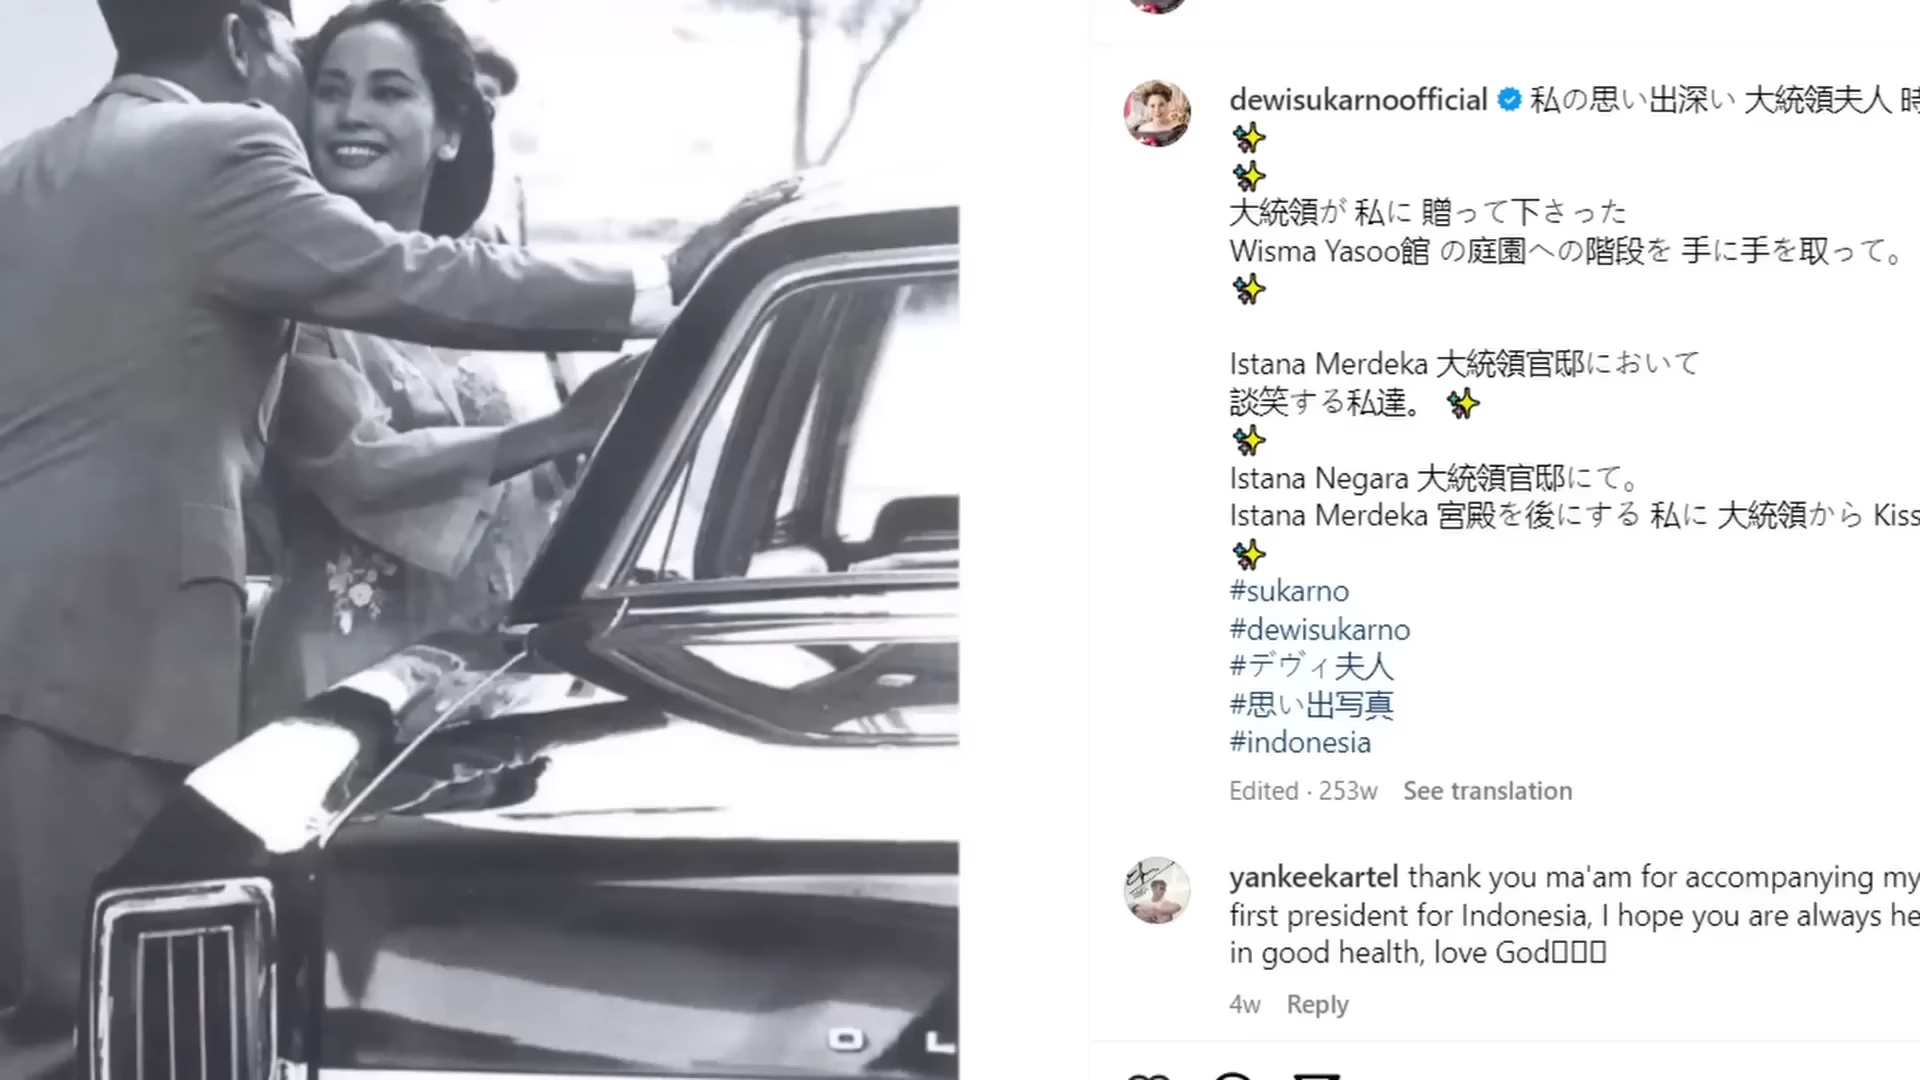 dewisukarnoofficial 私の思い出深い 大統領夫人
✨
✨
大統領が 私に 贈って下さった
Wisma Yasoo館 の庭園への階段を 手に手を取って。
✨
Istana Merdeka 大統領官邸において
談笑する私達。 ✨
✨
Istana Negara 大統領官邸にて。
Istana Merdeka 宮殿を後にする 私に 大統領から Kiss
✨
#sukarno
#dewisukarno
#デヴィ夫人
#思い出写真
#indonesia
Edited · 253w See translation
yankeekartel thank you ma'am for accompanying my
first president for Indonesia, I hope you are always
in good health, love God
4w Reply
O L